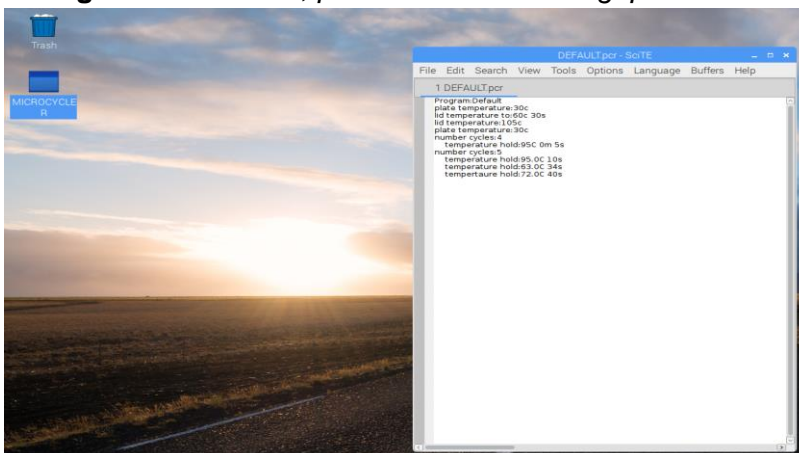 Trash
MICROCYCLE
R
DEFAULT.pcr - SciTE
File Edit Search View Tools Options Language Buffers Help
1 DEFAULT.pcr
Program:Default
plate temperature:30c
lid temperature to:60c 30s
lid temperature:105c
plate temperature:30c
number cycles:4
temperature hold:95C 0m 5s
number cycles:5
temperature hold:95.0C 10s
temperature hold:63.0C 34s
tempertaure hold:72.0C 40s